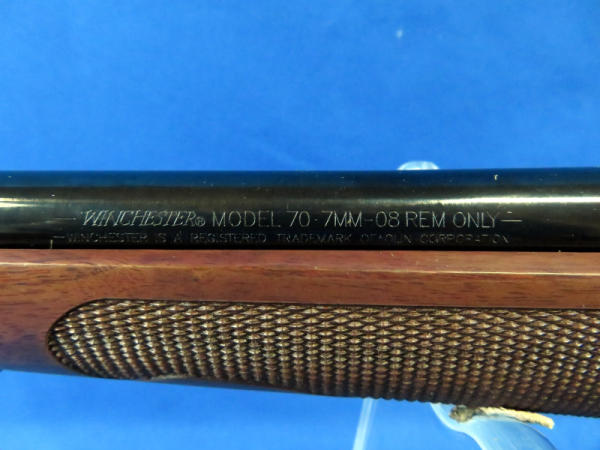 WINCHESTER® MODEL 70 · 7MM-08 REM ONLY
WINCHESTER IS A REGISTERED TRADEMARK OF OLIN CORPORATION